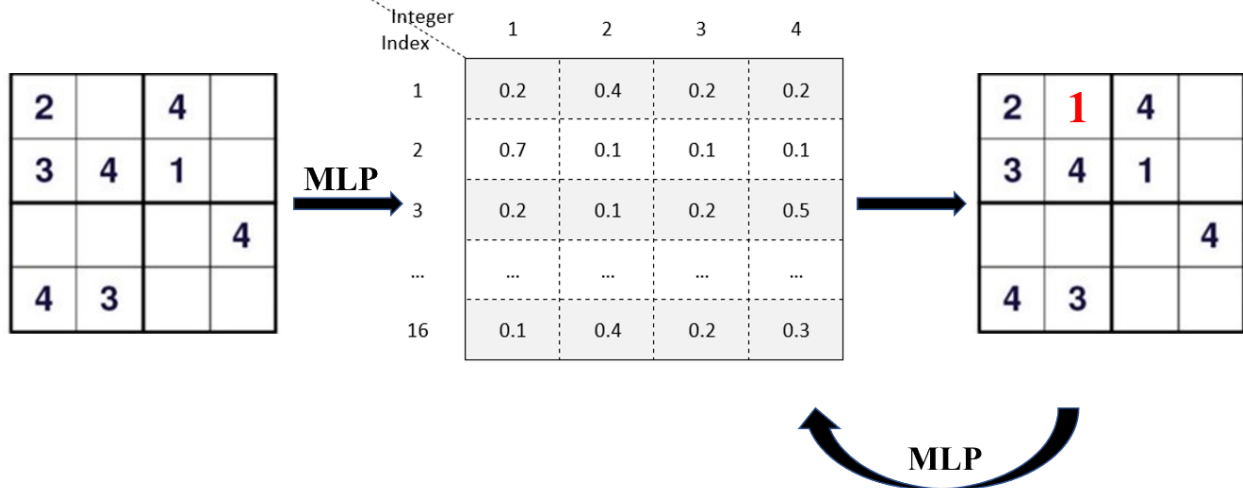 Integer
Index
1 2 3 4
1 0.2 0.4 0.2 0.2
2 0.7 0.1 0.1 0.1
3 0.2 0.1 0.2 0.5
... ... ... ... ...
16 0.1 0.4 0.2 0.3
2 4
3 4 1
4
4 3
MLP
2 1 4
3 4 1
4
4 3
MLP